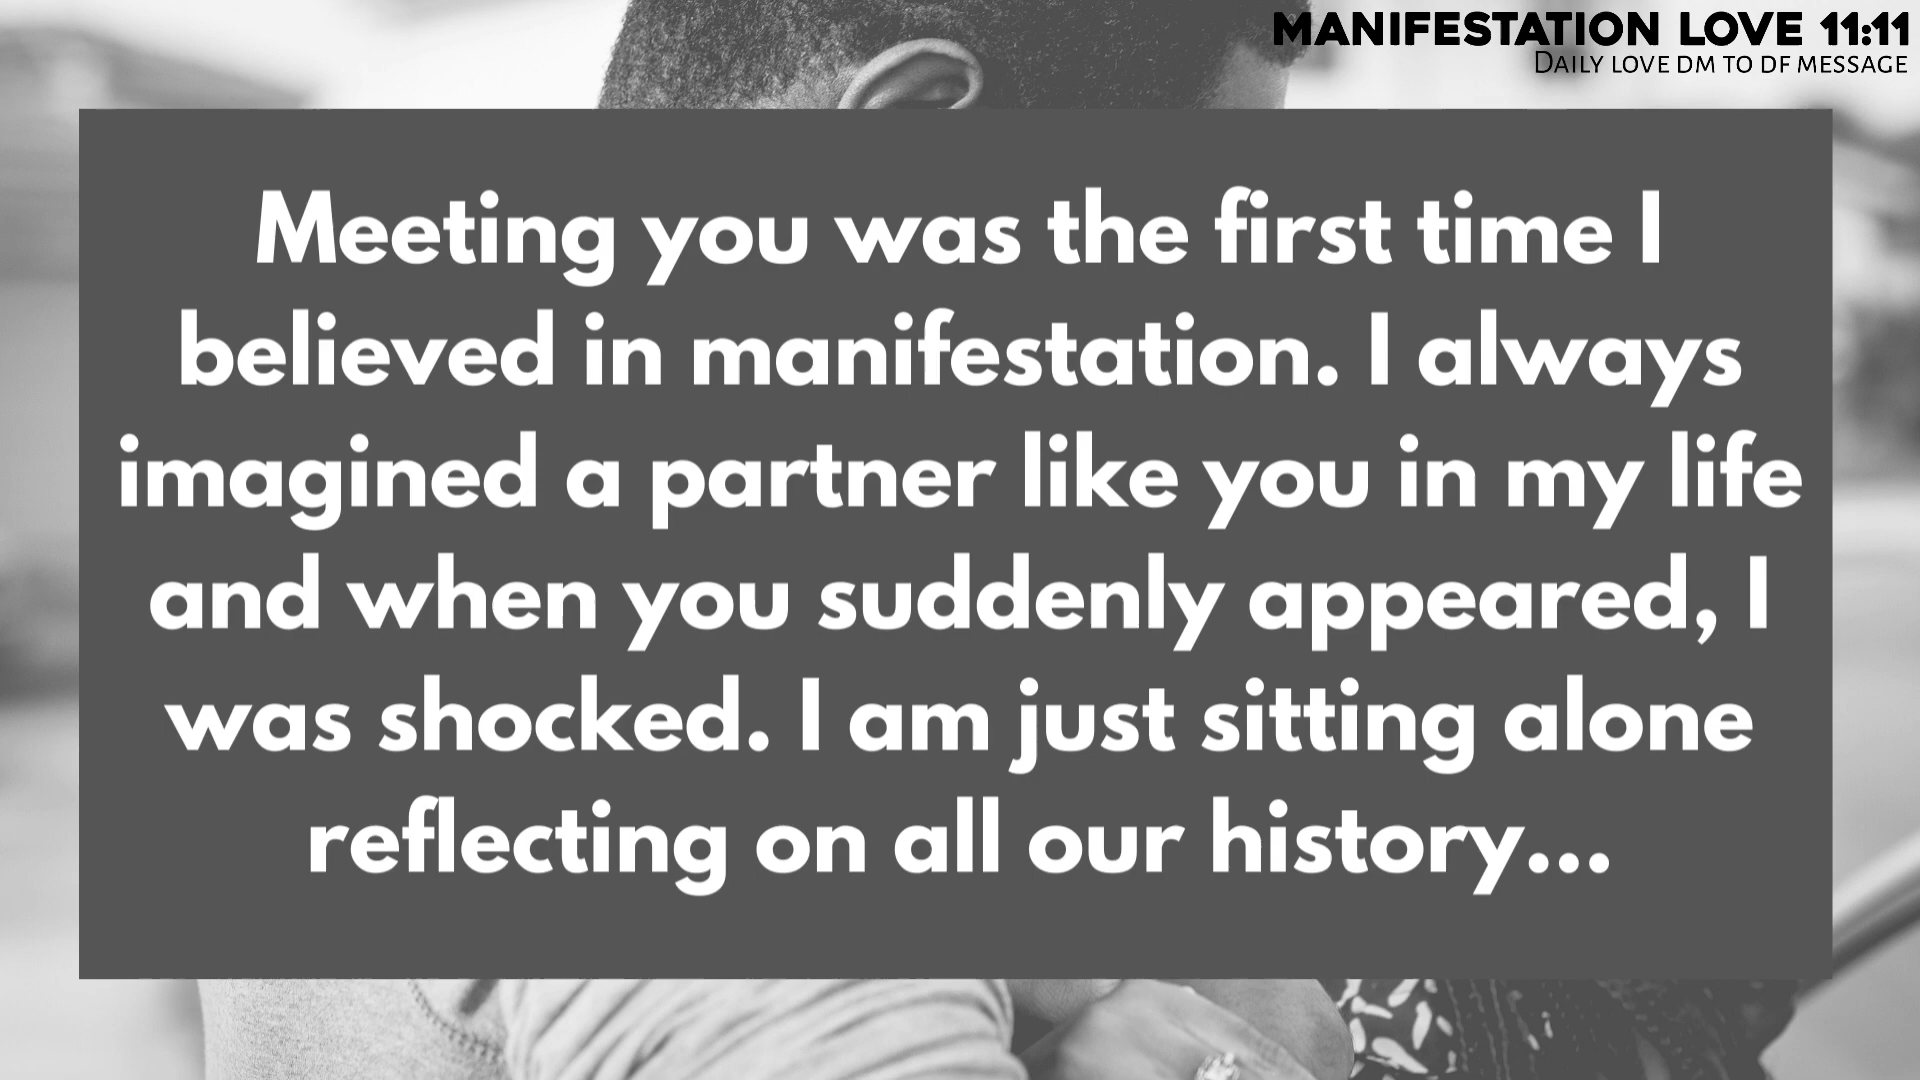 MANIFESTATION LOVE 11:11
DAILY LOVE DM TO DF MESSAGE
Meeting you was the first time I
believed in manifestation. I always
imagined a partner like you in my life
and when you suddenly appeared, I
was shocked. I am just sitting alone
reflecting on all our history...